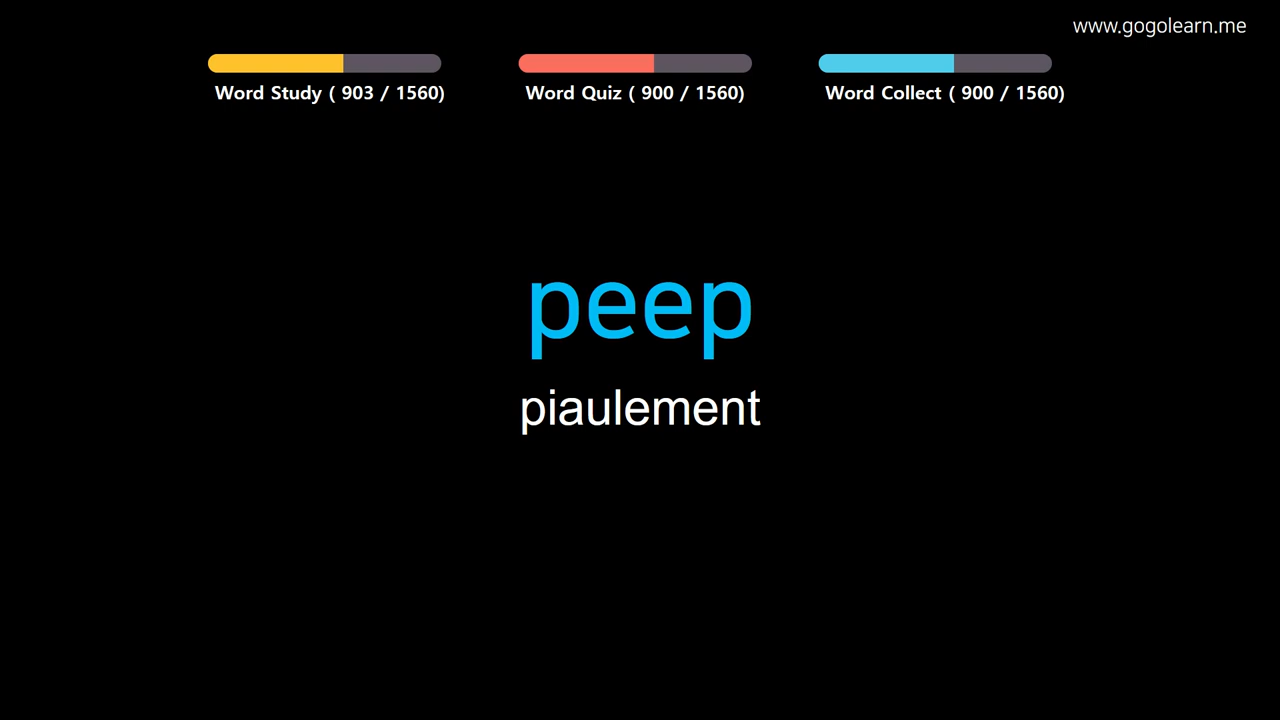 www.gogolearn.me
Word Study ( 903 / 1560)
Word Quiz ( 900 / 1560)
Word Collect ( 900 / 1560)
peep
piaulement